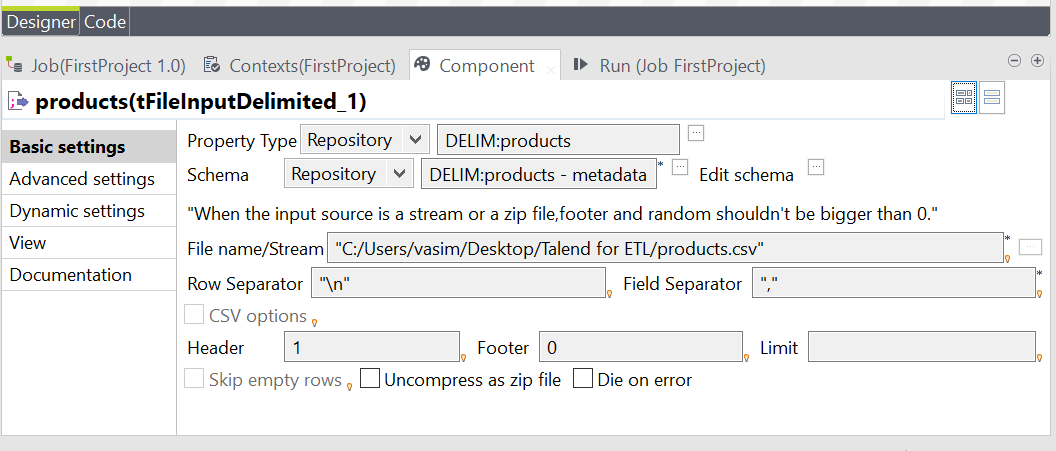 Designer Code
Job(FirstProject 1.0) Contexts(FirstProject) Component Run (Job FirstProject)
products(tFileInputDelimited_1)
Basic settings
Advanced settings
Dynamic settings
View
Documentation
Property Type Repository DELIM:products ...
Schema Repository DELIM:products - metadata * ... Edit schema ...
"When the input source is a stream or a zip file,footer and random shouldn't be bigger than 0."
File name/Stream "C:/Users/vasim/Desktop/Talend for ETL/products.csv" * ...
Row Separator "\n" Field Separator "," *
CSV options
Header 1 Footer 0 Limit
Skip empty rows Uncompress as zip file Die on error